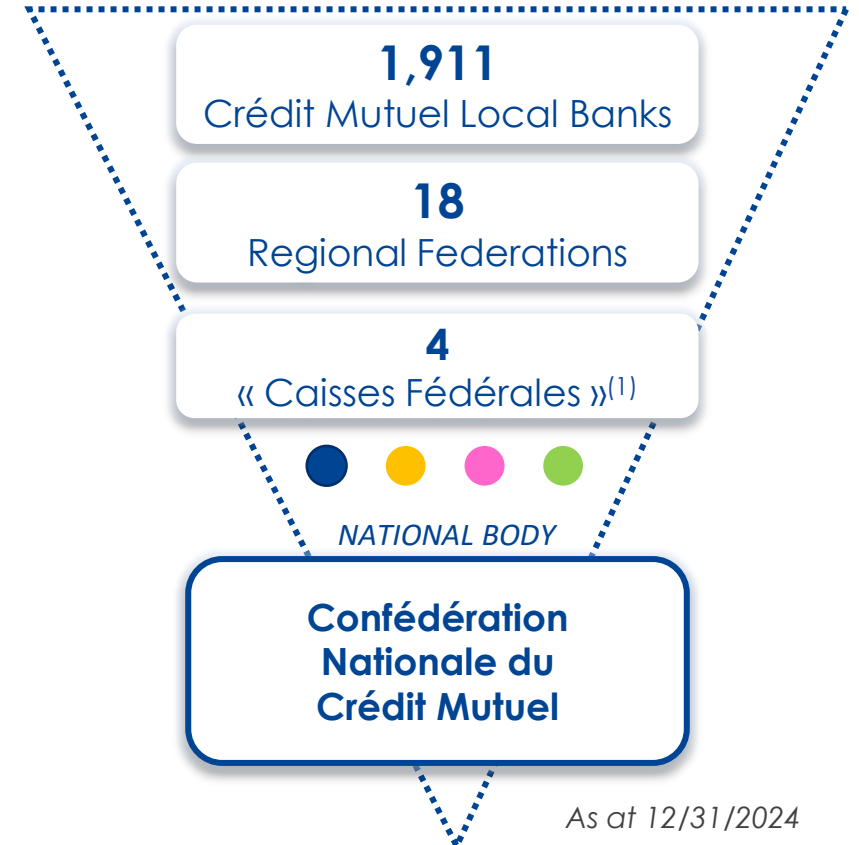 1,911
Crédit Mutuel Local Banks
18
Regional Federations
4
« Caisses Fédérales »(1)
NATIONAL BODY
Confédération
Nationale du
Crédit Mutuel
As at 12/31/2024